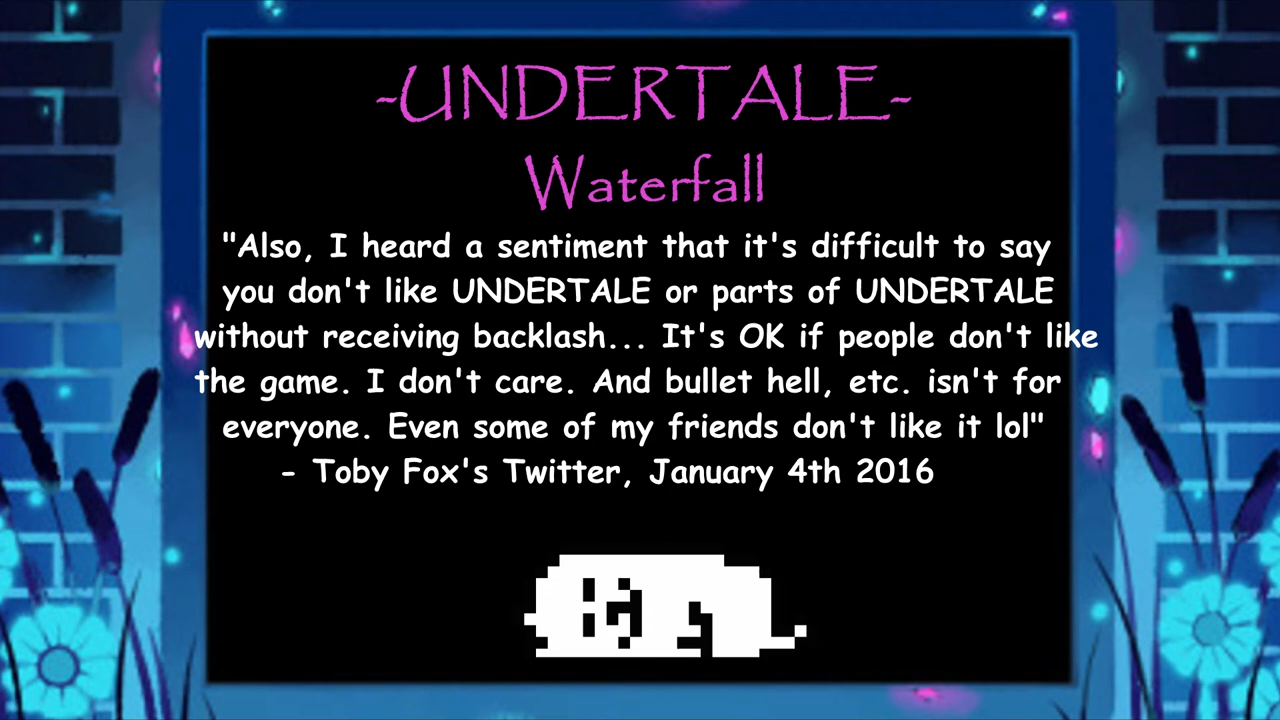 -UNDERTALE-
Waterfall
"Also, I heard a sentiment that it's difficult to say
you don't like UNDERTALE or parts of UNDERTALE
without receiving backlash... It's OK if people don't like
the game. I don't care. And bullet hell, etc. isn't for
everyone. Even some of my friends don't like it lol"
- Toby Fox's Twitter, January 4th 2016